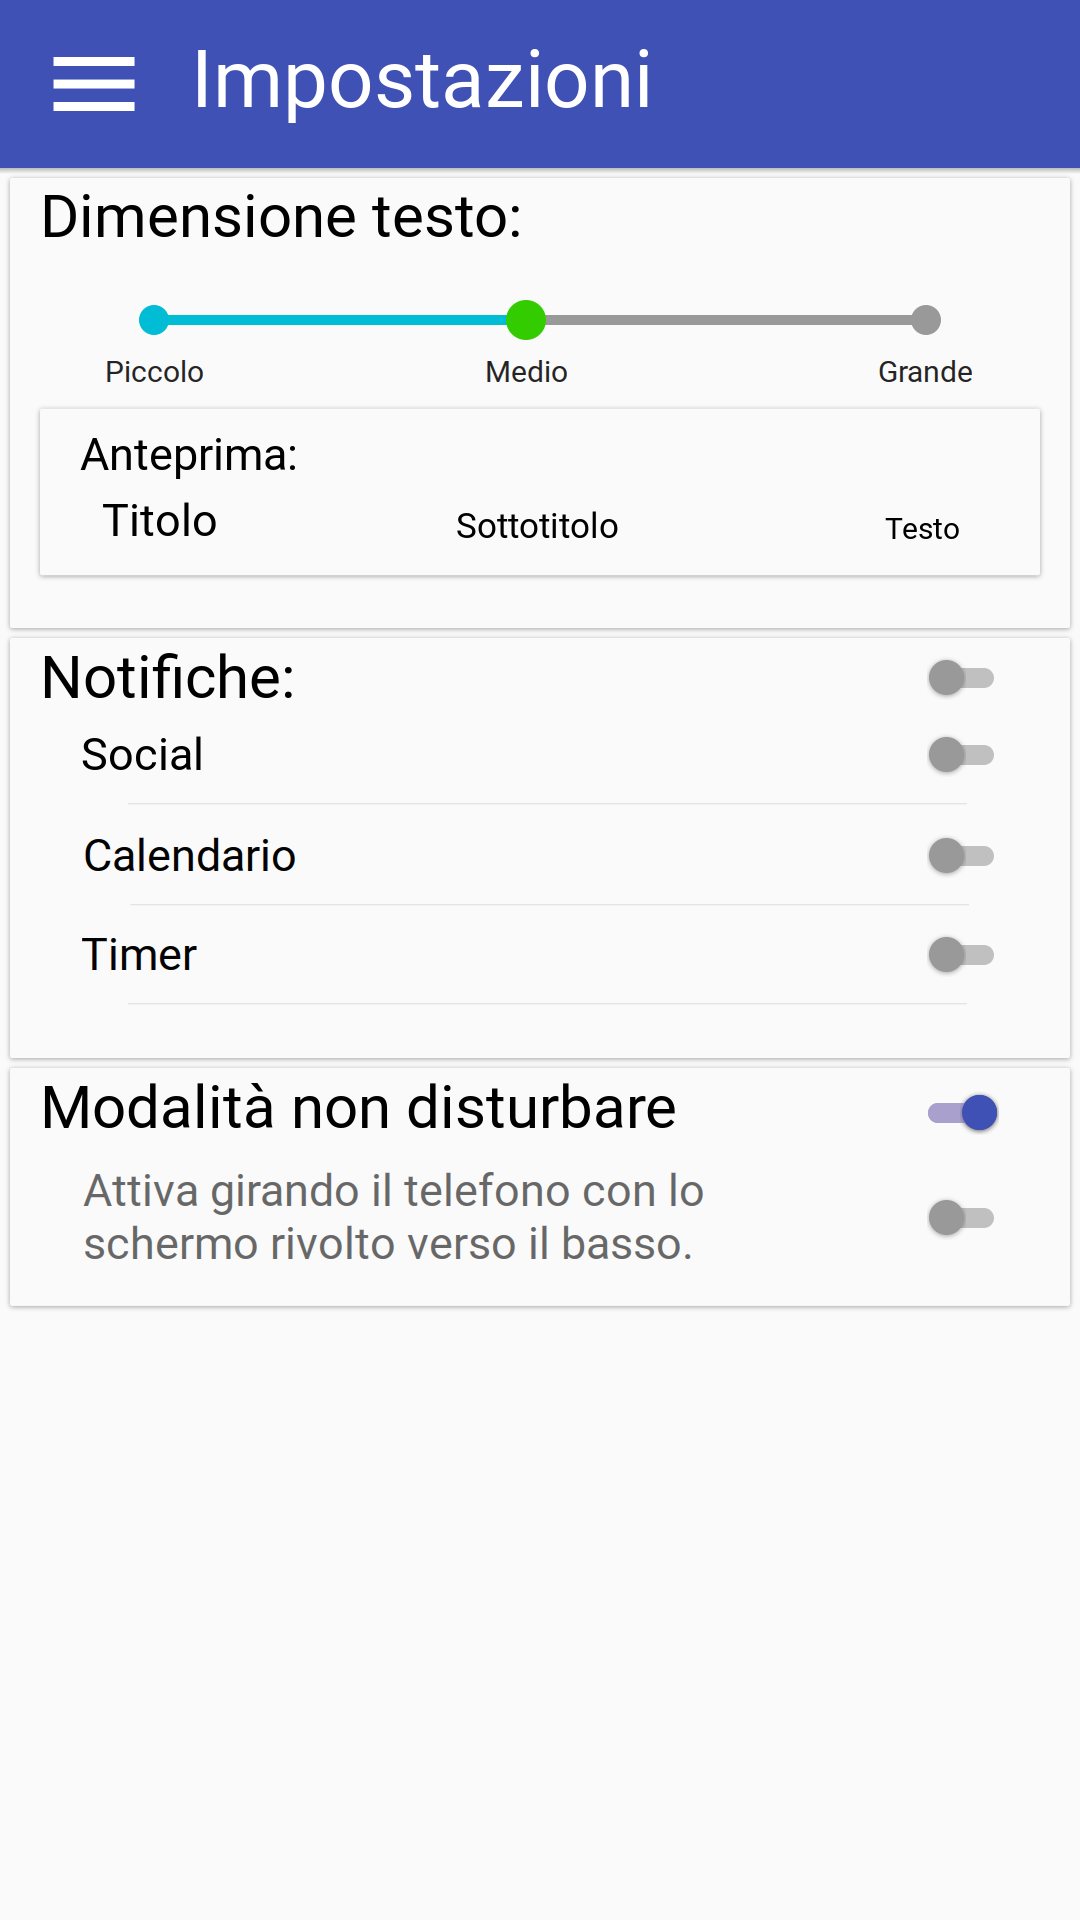 Impostazioni
Dimensione testo:
Piccolo Medio Grande
Anteprima:
Titolo Sottotitolo Testo
Notifiche:
Social
Calendario
Timer
Modalità non disturbare
Attiva girando il telefono con lo
schermo rivolto verso il basso.